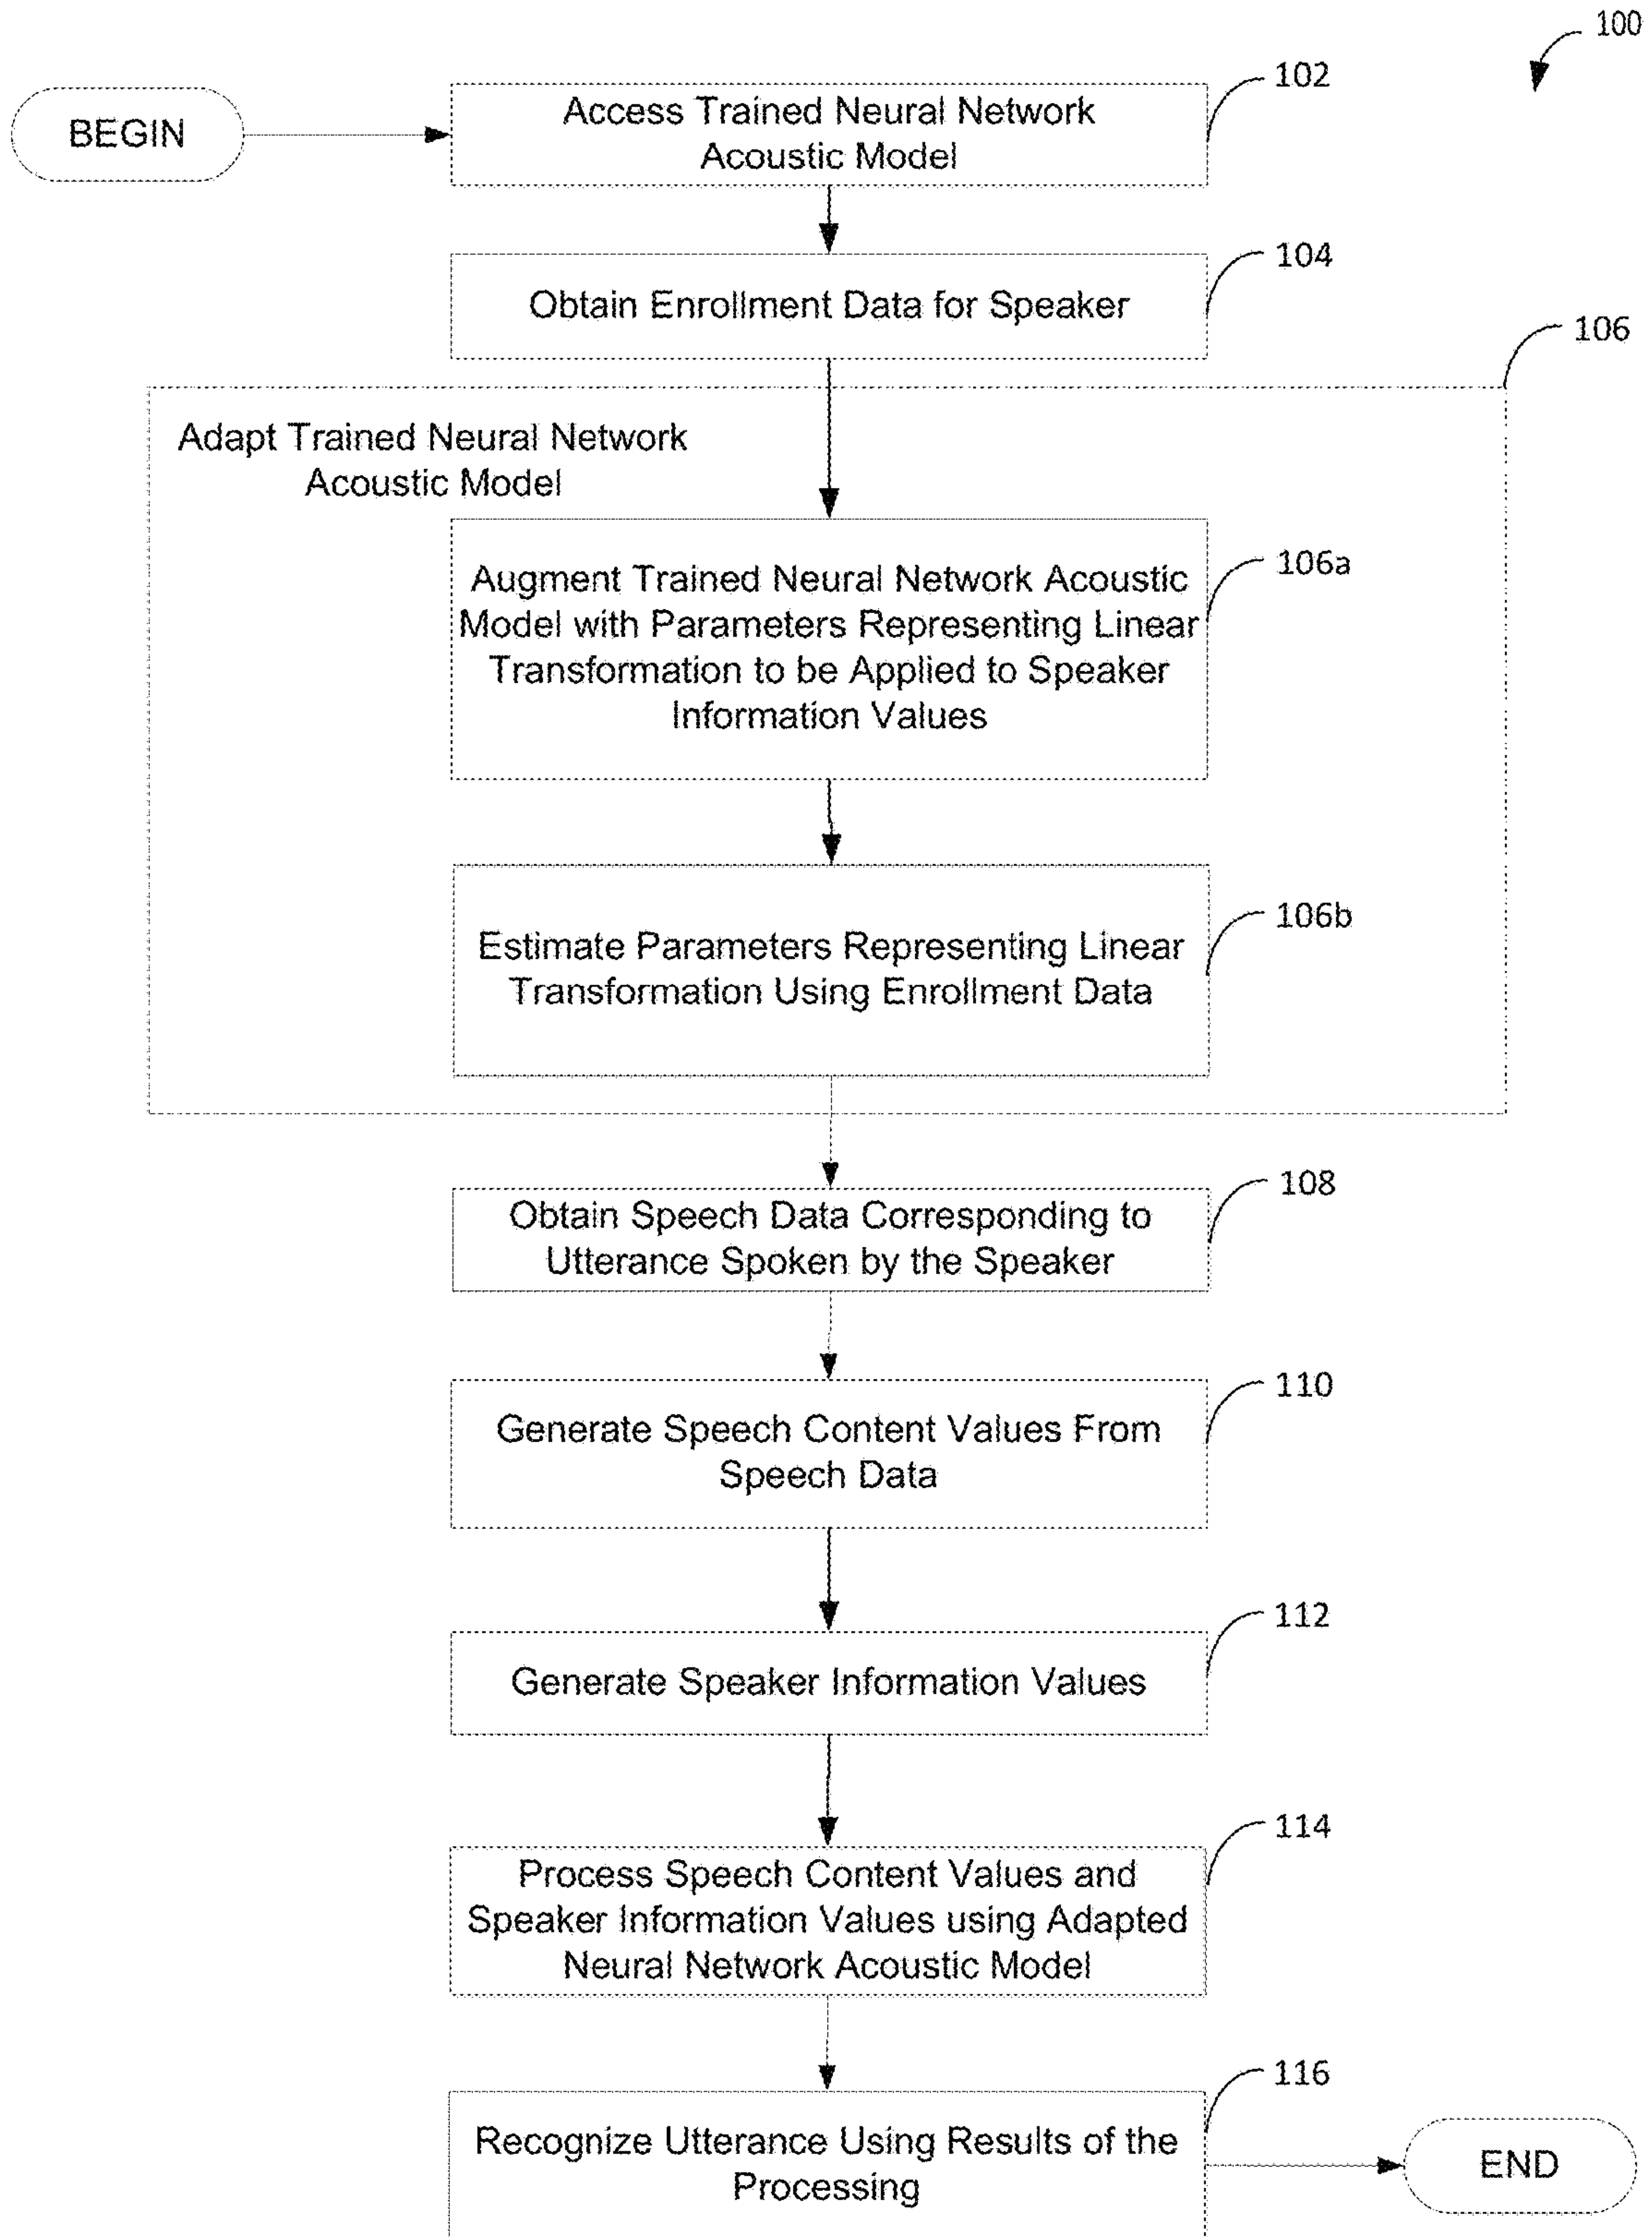 100
BEGIN
102
Access Trained Neural Network
Acoustic Model
104
Obtain Enrollment Data for Speaker
106
Adapt Trained Neural Network
Acoustic Model
106a
Augment Trained Neural Network Acoustic
Model with Parameters Representing Linear
Transformation to be Applied to Speaker
Information Values
106b
Estimate Parameters Representing Linear
Transformation Using Enrollment Data
108
Obtain Speech Data Corresponding to
Utterance Spoken by the Speaker
110
Generate Speech Content Values From
Speech Data
112
Generate Speaker Information Values
114
Process Speech Content Values and
Speaker Information Values using Adapted
Neural Network Acoustic Model
116
Recognize Utterance Using Results of the
Processing
END